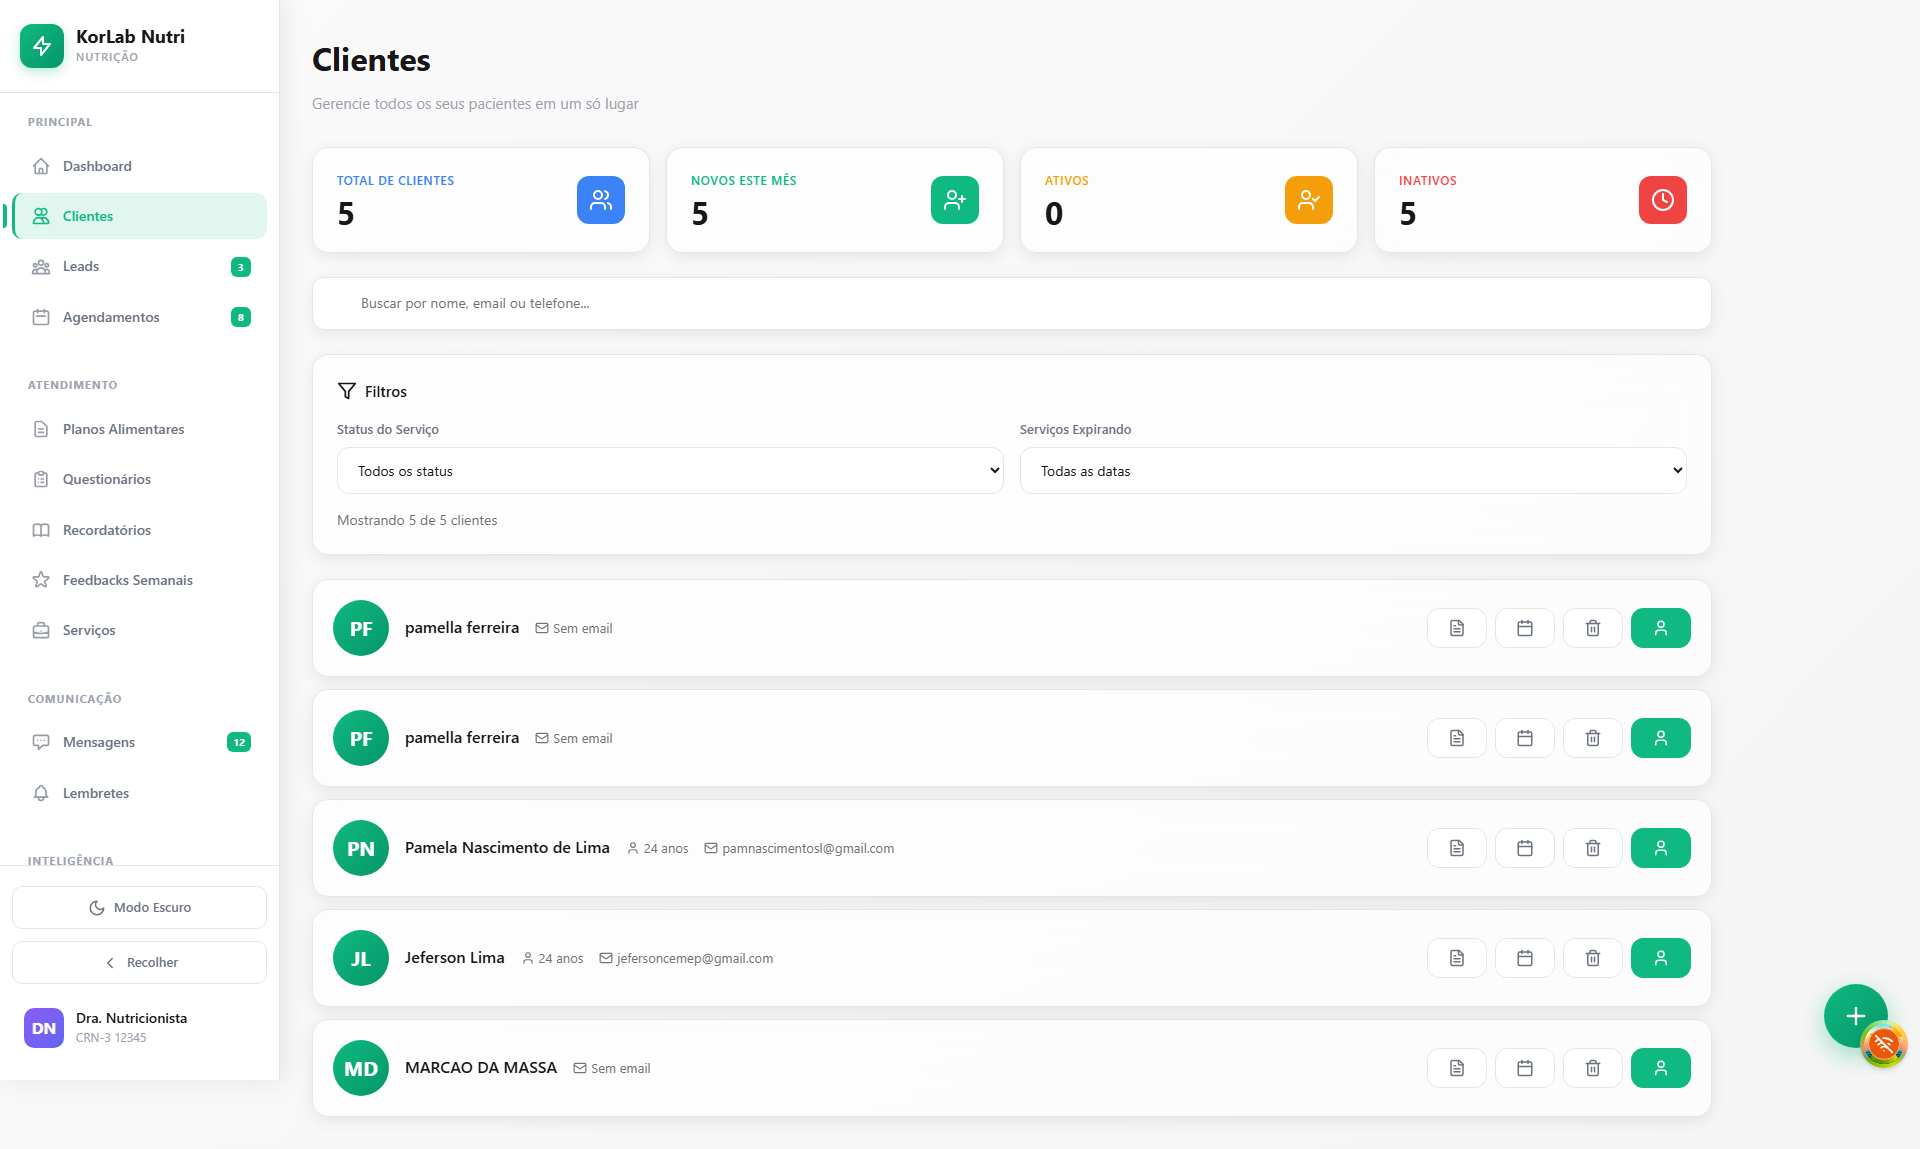 KorLab Nutri
NUTRIÇÃO
PRINCIPAL
Dashboard
Clientes
Leads
3
Agendamentos
8
ATENDIMENTO
Planos Alimentares
Questionários
Recordatórios
Feedbacks Semanais
Serviços
COMUNICAÇÃO
Mensagens
12
Lembretes
INTELIGÊNCIA
Modo Escuro
Recolher
DN
Dra. Nutricionista
CRN-3 12345
Clientes
Gerencie todos os seus pacientes em um só lugar
TOTAL DE CLIENTES
5
NOVOS ESTE MÊS
5
ATIVOS
0
INATIVOS
5
Buscar por nome, email ou telefone...
Filtros
Status do Serviço
Todos os status
Serviços Expirando
Todas as datas
Mostrando 5 de 5 clientes
PF
pamella ferreira
Sem email
PF
pamella ferreira
Sem email
PN
Pamela Nascimento de Lima
24 anos
pamnascimentosl@gmail.com
JL
Jeferson Lima
24 anos
jefersoncemep@gmail.com
MD
MARCAO DA MASSA
Sem email